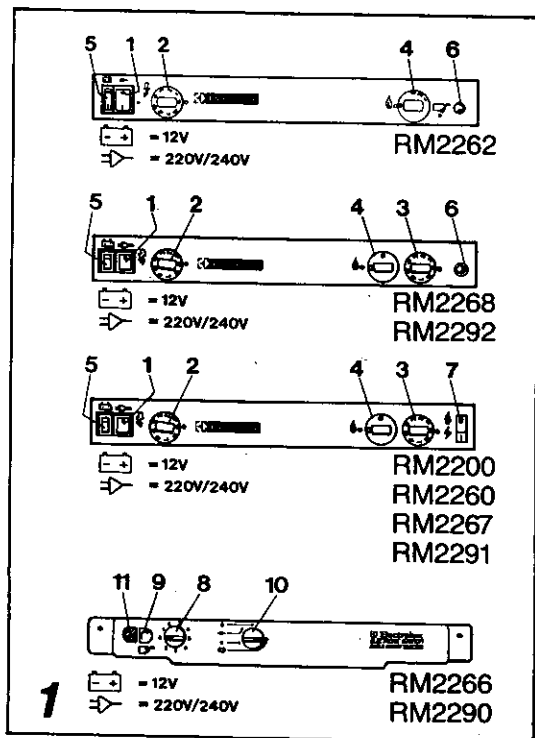 5 1 2 4 6
= 12V
= 220V/240V
RM2262
5 1 2 4 3 6
= 12V
= 220V/240V
RM2268
RM2292
5 1 2 4 3 7
= 12V
= 220V/240V
RM2200
RM2260
RM2267
RM2291
11 9 8 10
Electrolux
= 12V
= 220V/240V
RM2266
RM2290
1